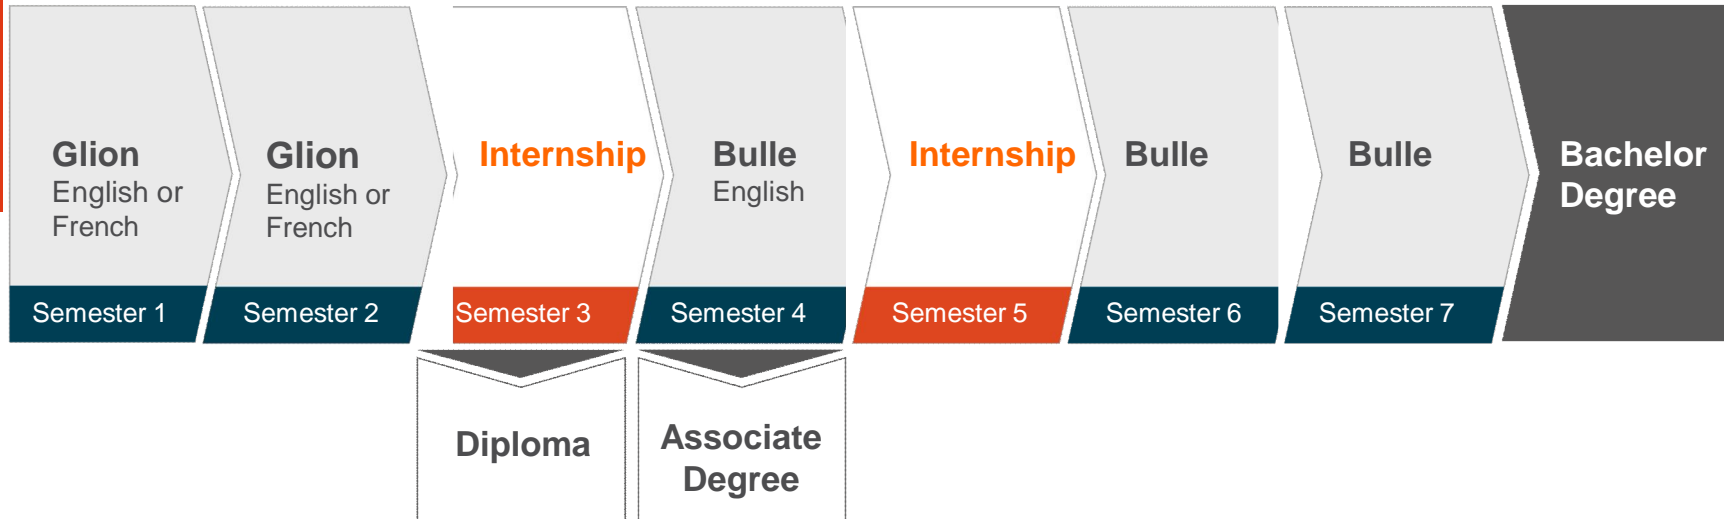 Glion
English or
French
Semester 1
Glion
English or
French
Semester 2
Internship
Semester 3
Bulle
English
Semester 4
Internship
Semester 5
Bulle
Semester 6
Bulle
Semester 7
Bachelor
Degree
Diploma
Associate
Degree